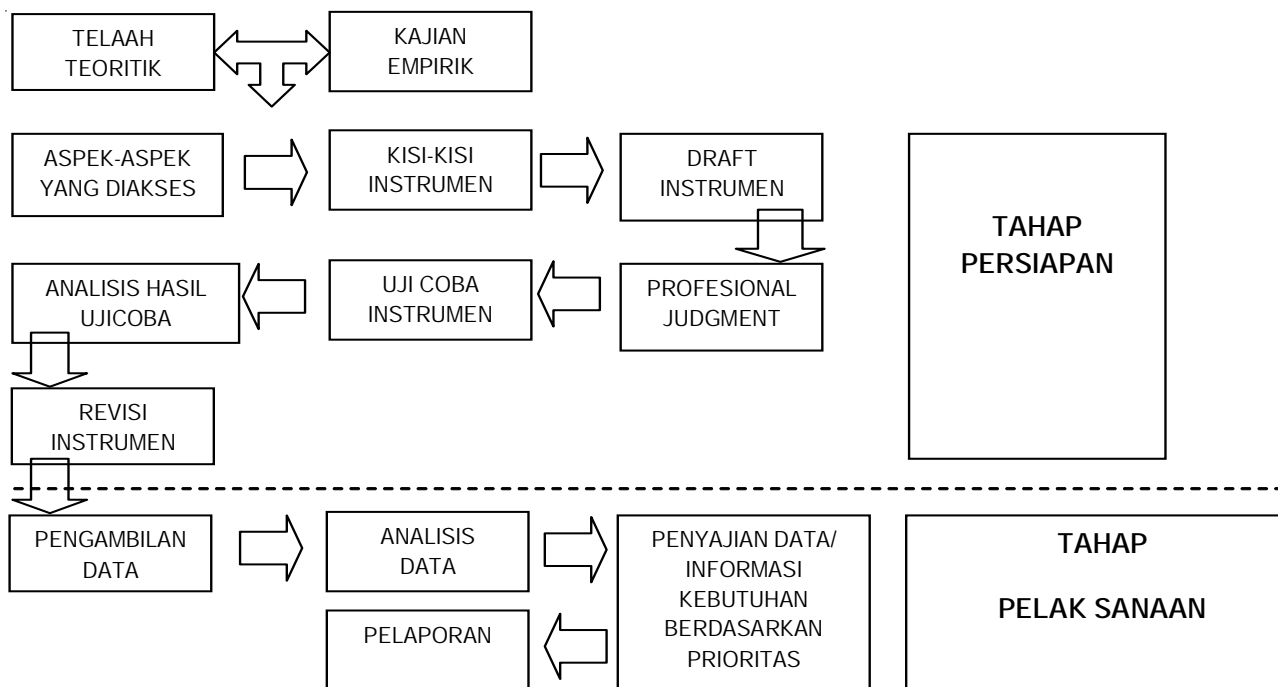 TELAAH
TEORITIK
KAJIAN
EMPIRIK
ASPEK-ASPEK
YANG DIAKSES
KISI-KISI
INSTRUMEN
DRAFT
INSTRUMEN
TAHAP
PERSIAPAN
ANALISIS HASIL
UJICOBA
UJI COBA
INSTRUMEN
PROFESIONAL
JUDGMENT
REVISI
INSTRUMEN
PENGAMBILAN
DATA
ANALISIS
DATA
PENYAJIAN DATA/
INFORMASI
KEBUTUHAN
BERDASARKAN
PRIORITAS
PELAPORAN
TAHAP
PELAK SANAAN